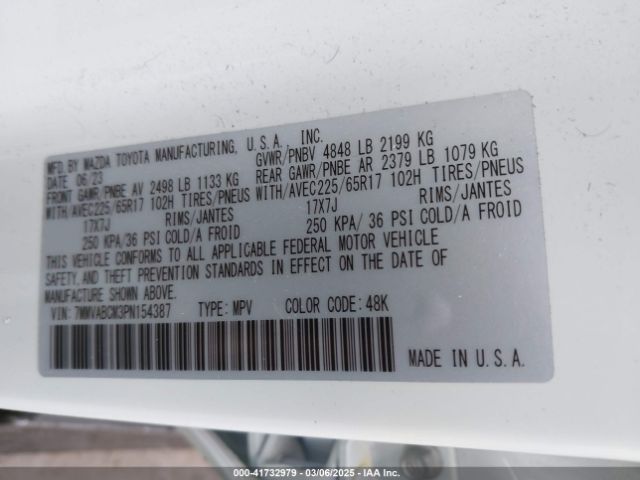 MFD. BY MAZDA TOYOTA MANUFACTURING, U.S.A. INC.
DATE 06/23 GVWR/PNBV 4848 LB 2199 KG
FRONT GAWR/PNBE AV 2498 LB 1133 KG REAR GAWR/PNBE AR 2379 LB 1079 KG
WITH/AVEC225/65R17 102H TIRES/PNEUS WITH/AVEC225/65R17 102H TIRES/PNEUS
17X7J RIMS/JANTES 17X7J RIMS/JANTES
250 KPA/36 PSI COLD/A FROID 250 KPA/ 36 PSI COLD/A FROID
THIS VEHICLE CONFORMS TO ALL APPLICABLE FEDERAL MOTOR VEHICLE
SAFETY, AND THEFT PREVENTION STANDARDS IN EFFECT ON THE DATE OF
MANUFACTURE SHOWN ABOVE.
VIN: 7MMVABCM3PN154387 TYPE: MPV COLOR CODE: 48K
MADE IN U.S.A.
000-41732979 - 03/06/2025 - IAA Inc.